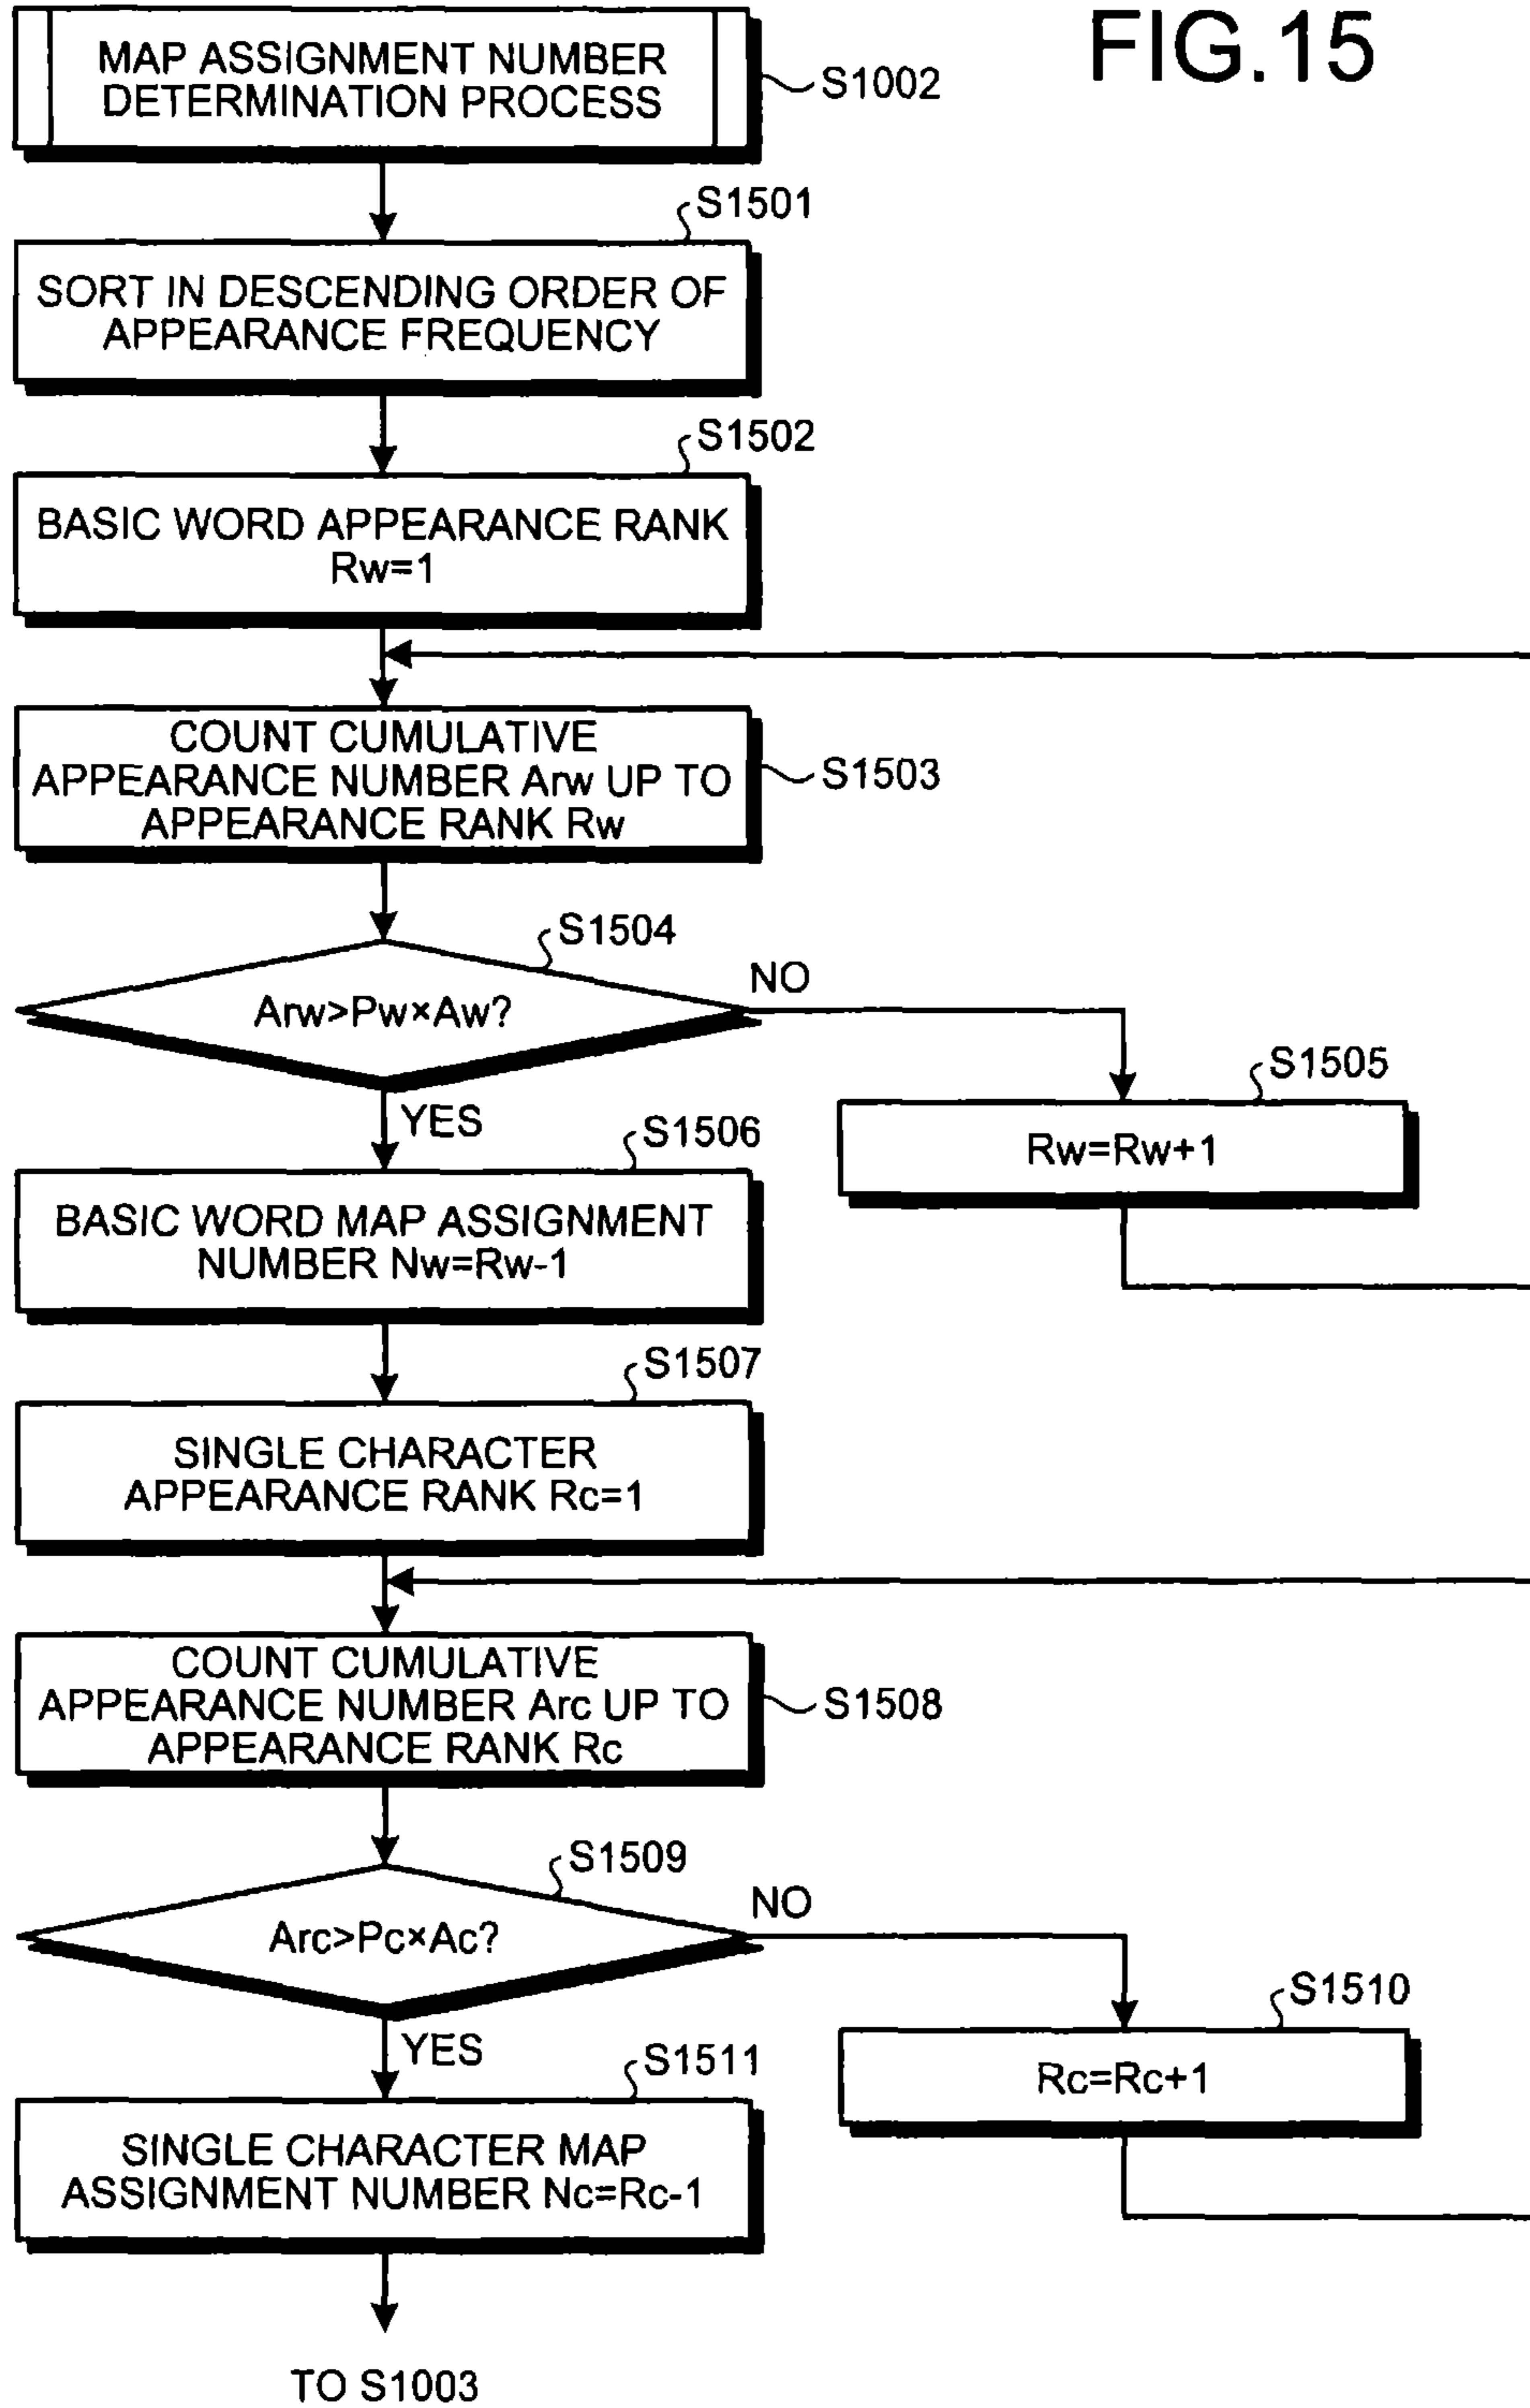 FIG.15
MAP ASSIGNMENT NUMBER
DETERMINATION PROCESS
S1002
S1501
SORT IN DESCENDING ORDER OF
APPEARANCE FREQUENCY
S1502
BASIC WORD APPEARANCE RANK
Rw=1
COUNT CUMULATIVE
APPEARANCE NUMBER Arw UP TO
APPEARANCE RANK Rw
S1503
S1504
Arw>Pw×Aw?
NO
S1505
Rw=Rw+1
YES
S1506
BASIC WORD MAP ASSIGNMENT
NUMBER Nw=Rw-1
S1507
SINGLE CHARACTER
APPEARANCE RANK Rc=1
COUNT CUMULATIVE
APPEARANCE NUMBER Arc UP TO
APPEARANCE RANK Rc
S1508
S1509
Arc>Pc×Ac?
NO
S1510
Rc=Rc+1
YES
S1511
SINGLE CHARACTER MAP
ASSIGNMENT NUMBER Nc=Rc-1
TO S1003